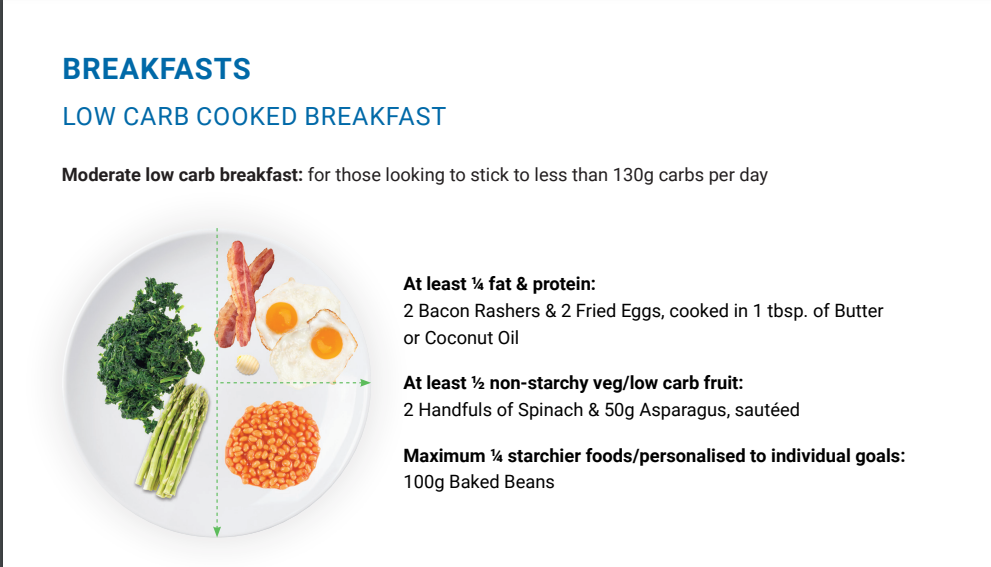 BREAKFASTS
LOW CARB COOKED BREAKFAST
Moderate low carb breakfast: for those looking to stick to less than 130g carbs per day
At least ¼ fat & protein:
2 Bacon Rashers & 2 Fried Eggs, cooked in 1 tbsp. of Butter
or Coconut Oil
At least ½ non-starchy veg/low carb fruit:
2 Handfuls of Spinach & 50g Asparagus, sautéed
Maximum ¼ starchier foods/personalised to individual goals:
100g Baked Beans